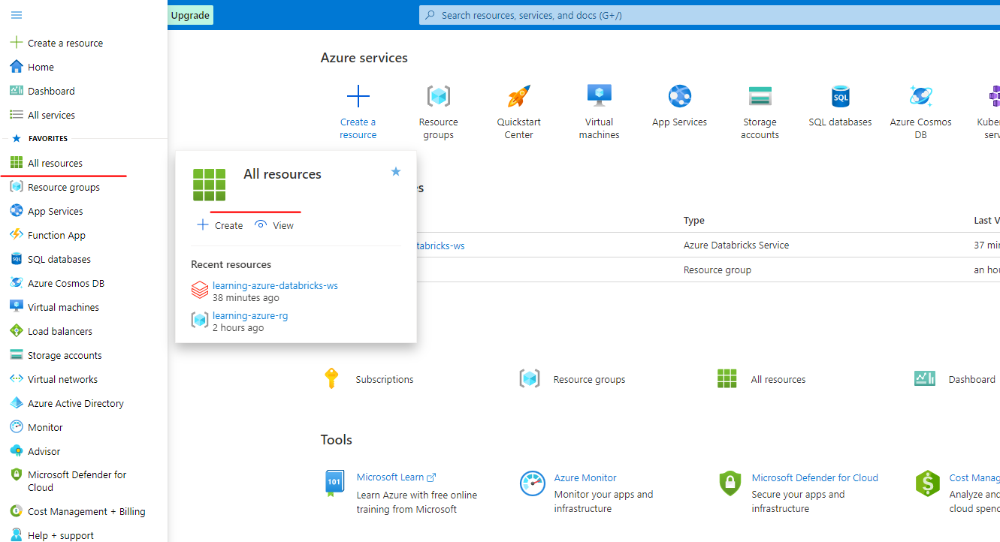 Upgrade
Search resources, services, and docs (G+/)
Create a resource
Home
Dashboard
All services
FAVORITES
All resources
Resource groups
App Services
Function App
SQL databases
Azure Cosmos DB
Virtual machines
Load balancers
Storage accounts
Virtual networks
Azure Active Directory
Monitor
Advisor
Microsoft Defender for
Cloud
Cost Management + Billing
Help + support
Azure services
Create a
resource
Resource
groups
Quickstart
Center
Virtual
machines
App Services
Storage
accounts
SQL
SQL databases
Azure Cosmos
DB
Kuber
serv
All resources
Create
View
Recent resources
learning-azure-databricks-ws
38 minutes ago
learning-azure-rg
2 hours ago
es
Type
Last V
tabricks-ws
Azure Databricks Service
37 min
Resource group
an hou
Subscriptions
Resource groups
All resources
Dashboard
Tools
101
Microsoft Learn
Learn Azure with free online
training from Microsoft
Azure Monitor
Monitor your apps and
infrastructure
Microsoft Defender for Cloud
Secure your apps and
infrastructure
$
Cost Manag
Analyze and
cloud spend